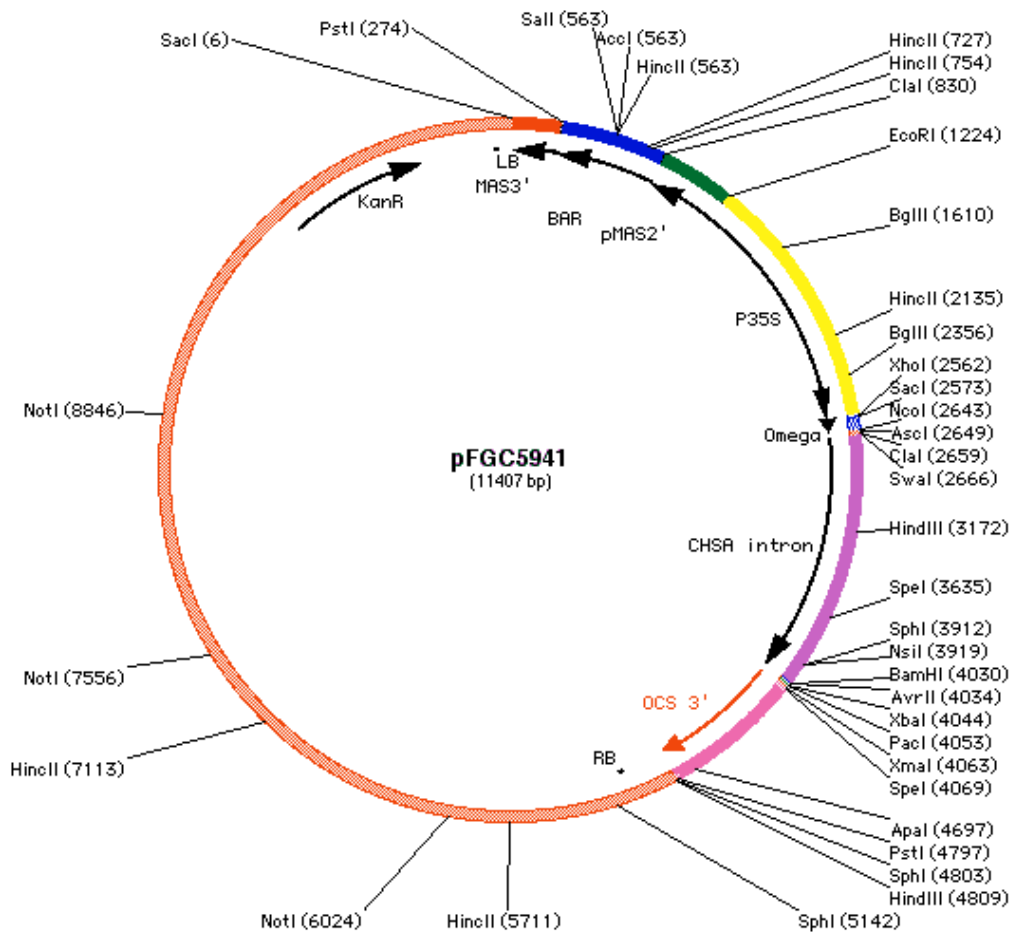 SacI (6)
PstI (274)
SalI (563)
AccI (563)
HincII (563)
HincII (727)
HincII (754)
ClaI (830)
EcoRI (1224)
BglII (1610)
HincII (2135)
BglII (2356)
XhoI (2562)
SacI (2573)
NcoI (2643)
AscI (2649)
ClaI (2659)
SwaI (2666)
HindIII (3172)
SpeI (3635)
SphI (3912)
NsiI (3919)
BamHI (4030)
AvrII (4034)
XbaI (4044)
PacI (4053)
XmaI (4063)
SpeI (4069)
ApaI (4697)
PstI (4797)
SphI (4803)
HindIII (4809)
SphI (5142)
HincII (5711)
NotI (6024)
HincII (7113)
NotI (7556)
NotI (8846)
KanR
LB
MAS3'
BAR
pMAS2'
P35S
Omega
CHSA intron
OCS 3'
RB
pFGC5941
(11407 bp)